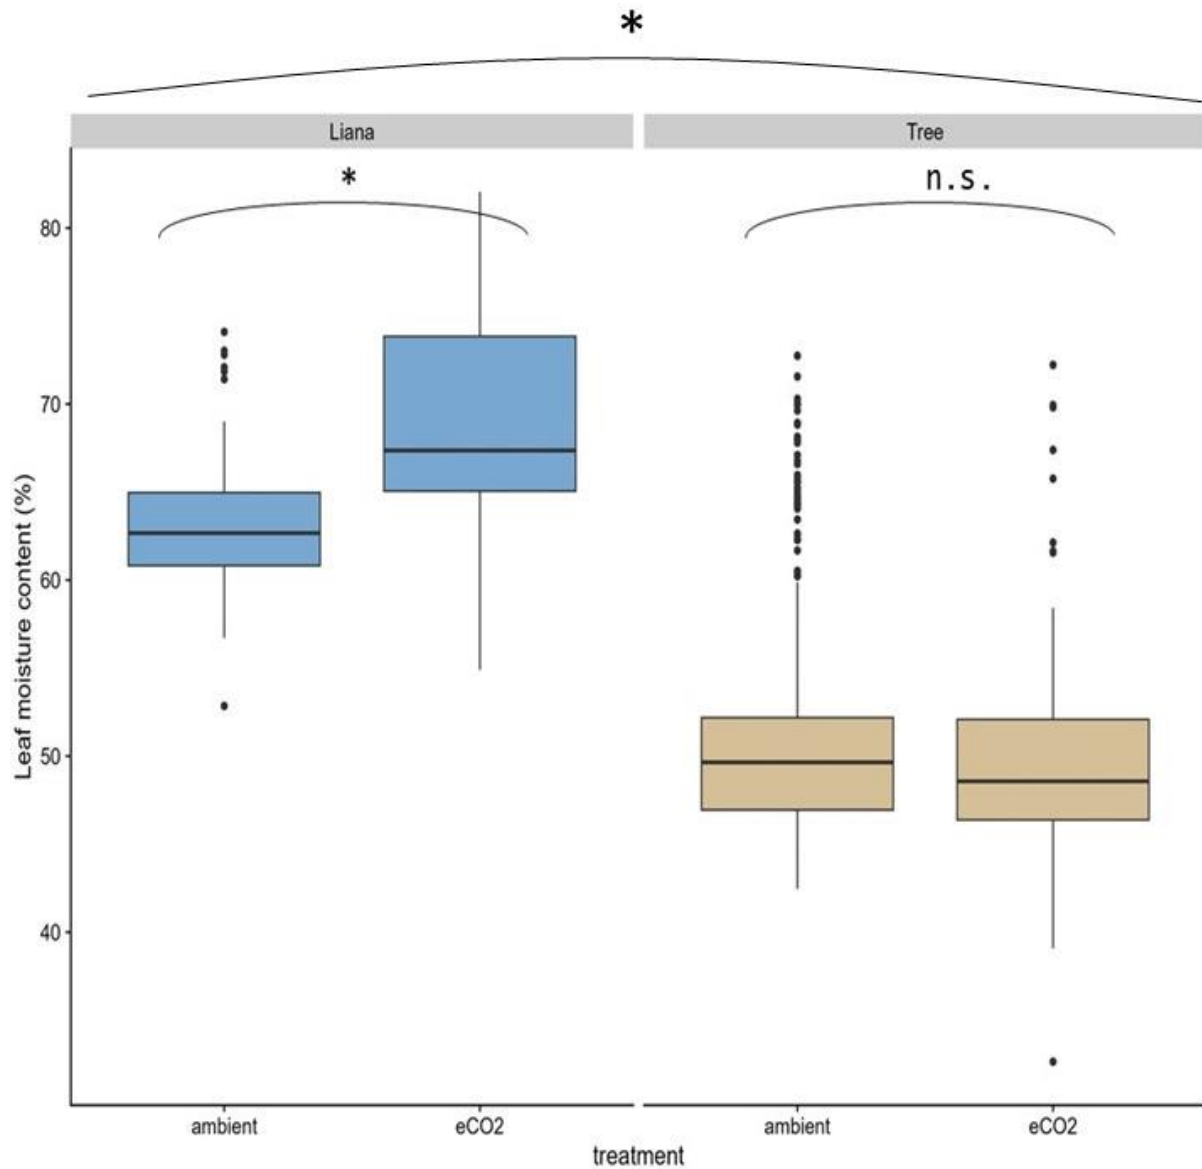 *
Liana
Tree
*
n.s.
80
70
60
50
40
Leaf moisture content (%)
ambient
eCO2
ambient
eCO2
treatment